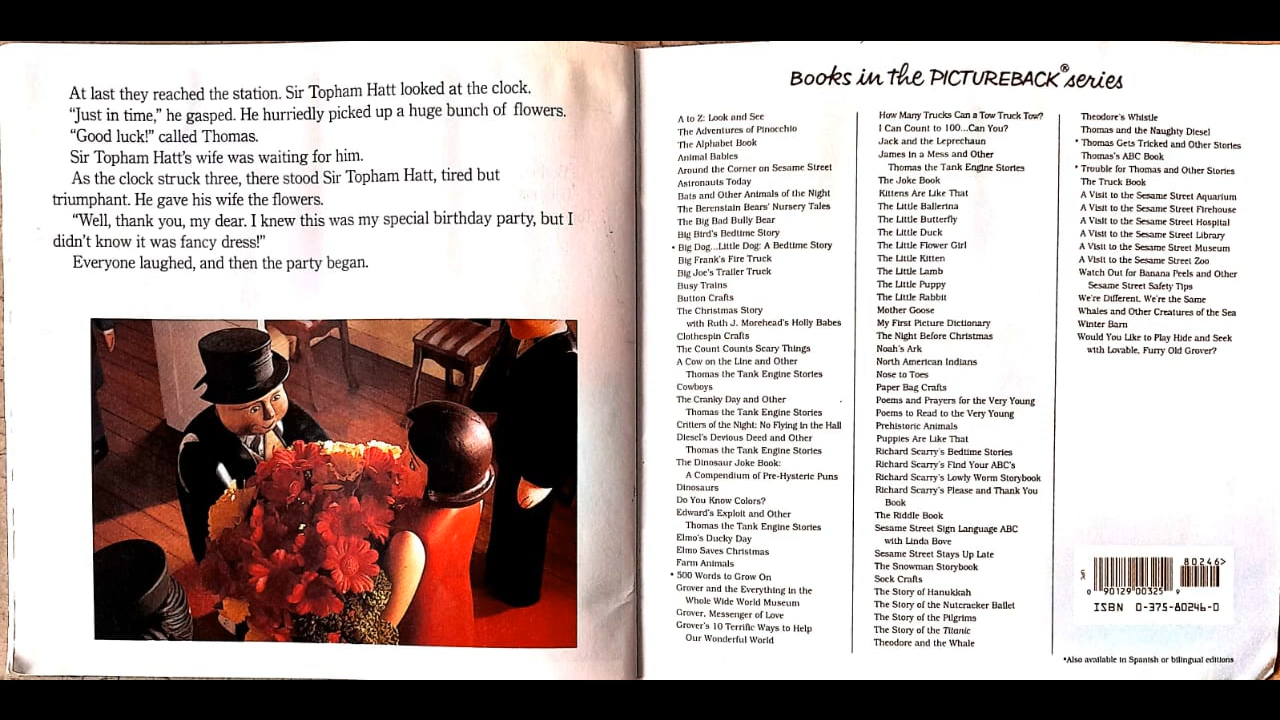 At last they reached the station. Sir Topham Hatt looked at the clock.
“Just in time,” he gasped. He hurriedly picked up a huge bunch of flowers.
“Good luck!” called Thomas.
Sir Topham Hatt’s wife was waiting for him.
As the clock struck three, there stood Sir Topham Hatt, tired but
triumphant. He gave his wife the flowers.
“Well, thank you, my dear. I knew this was my special birthday party, but I
didn’t know it was fancy dress!”
Everyone laughed, and then the party began.
Books in the PICTUREBACK® series
A to Z: Look and See
The Adventures of Pinocchio
The Alphabet Book
Animal Babies
Around the Corner on Sesame Street
Astronauts Today
Bats and Other Animals of the Night
The Berenstain Bears’ Nursery Tales
The Big Bad Bully Bear
Big Bird’s Bedtime Story
* Big Dog...Little Dog: A Bedtime Story
Big Frank’s Fire Truck
Big Joe’s Trailer Truck
Busy Trains
Button Crafts
The Christmas Story
with Ruth J. Morehead’s Holly Babes
Clothespin Crafts
The Count Counts Scary Things
A Cow on the Line and Other
Thomas the Tank Engine Stories
Cowboys
The Cranky Day and Other
Thomas the Tank Engine Stories
Critters of the Night: No Flying in the Hall
Diesel’s Devious Deed and Other
Thomas the Tank Engine Stories
The Dinosaur Joke Book:
A Compendium of Pre-Hysteric Puns
Dinosaurs
Do You Know Colors?
Edward’s Exploit and Other
Thomas the Tank Engine Stories
Elmo’s Ducky Day
Elmo Saves Christmas
Farm Animals
* 500 Words to Grow On
Grover and the Everything in the
Whole Wide World Museum
Grover, Messenger of Love
Grover’s 10 Terrific Ways to Help
Our Wonderful World
How Many Trucks Can a Tow Truck Tow?
I Can Count to 100...Can You?
Jack and the Leprechaun
James in a Mess and Other
Thomas the Tank Engine Stories
The Joke Book
Kittens Are Like That
The Little Ballerina
The Little Butterfly
The Little Duck
The Little Flower Girl
The Little Kitten
The Little Lamb
The Little Puppy
The Little Rabbit
Mother Goose
My First Picture Dictionary
The Night Before Christmas
Noah’s Ark
North American Indians
Nose to Toes
Paper Bag Crafts
Poems and Prayers for the Very Young
Poems to Read to the Very Young
Prehistoric Animals
Puppies Are Like That
Richard Scarry’s Bedtime Stories
Richard Scarry’s Find Your ABC’s
Richard Scarry’s Lowly Worm Storybook
Richard Scarry’s Please and Thank You
Book
The Riddle Book
Sesame Street Sign Language ABC
with Linda Bove
Sesame Street Stays Up Late
The Snowman Storybook
Sock Crafts
The Story of Hanukkah
The Story of the Nutcracker Ballet
The Story of the Pilgrims
The Story of the Titanic
Theodore and the Whale
Theodore’s Whistle
Thomas and the Naughty Diesel
* Thomas Gets Tricked and Other Stories
Thomas’s ABC Book
* Trouble for Thomas and Other Stories
The Truck Book
A Visit to the Sesame Street Aquarium
A Visit to the Sesame Street Firehouse
A Visit to the Sesame Street Hospital
A Visit to the Sesame Street Library
A Visit to the Sesame Street Museum
A Visit to the Sesame Street Zoo
Watch Out for Banana Peels and Other
Sesame Street Safety Tips
We’re Different, We’re the Same
Whales and Other Creatures of the Sea
Winter Barn
Would You Like to Play Hide and Seek
with Lovable, Furry Old Grover?
80246>
0 90129 00325 9
ISBN 0-375-80246-0
*Also available in Spanish or bilingual editions